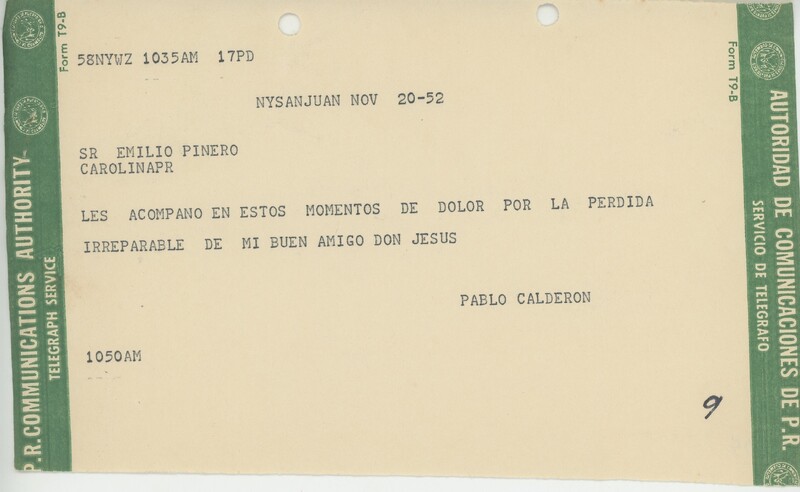 Form T9-B
P.R. COMMUNICATIONS AUTHORITY-
TELEGRAPH SERVICE
58NYWZ 1035AM 17PD
NYSANJUAN NOV 20-52
SR EMILIO PINERO
CAROLINAPR
LES ACOMPANO EN ESTOS MOMENTOS DE DOLOR POR LA PERDIDA
IRREPARABLE DE MI BUEN AMIGO DON JESUS
PABLO CALDERON
1050AM
9
Form T9-B
AUTORIDAD DE COMUNICACIONES DE P.R.
SERVICIO DE TELEGRAFO